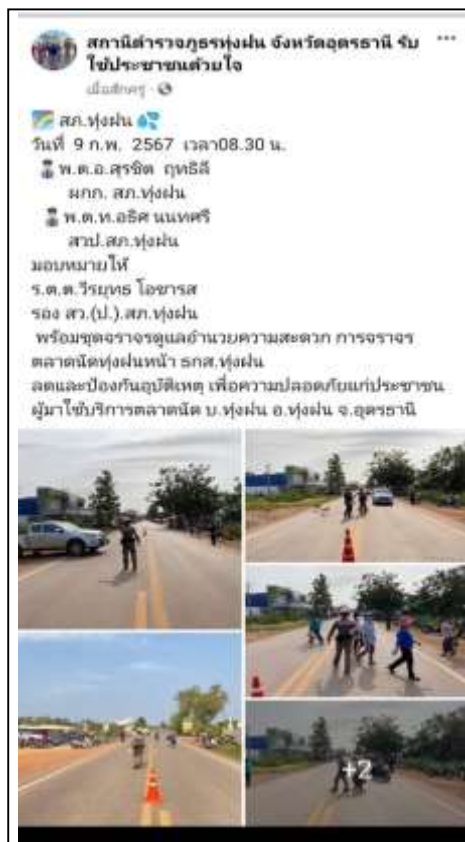 สถานีตำรวจภูธรทุ่งฝน จังหวัดอุดรธานี รับ
ใช้ประชาชนด้วยใจ
เมื่อสักครู่ ·
สภ.ทุ่งฝน
วันที่ 9 ก.พ. 2567 เวลา08.30 น.
พ.ต.อ.สุรชิต ฤทธิลี
ผกก. สภ.ทุ่งฝน
พ.ต.ท.อธิศ นนทศรี
สวป.สภ.ทุ่งฝน
มอบหมายให้
ร.ต.ต.วีรยุทธ โอชารส
รอง สว.(ป.).สภ.ทุ่งฝน
พร้อมชุดจราจรดูแลอำนวยความสะดวก การจราจร
ตลาดนัดทุ่งฝนหน้า ธกส.ทุ่งฝน
ลดและป้องกันอุบัติเหตุ เพื่อความปลอดภัยแก่ประชาชน
ผู้มาใช้บริการตลาดนัด บ.ทุ่งฝน อ.ทุ่งฝน จ.อุดรธานี
+2